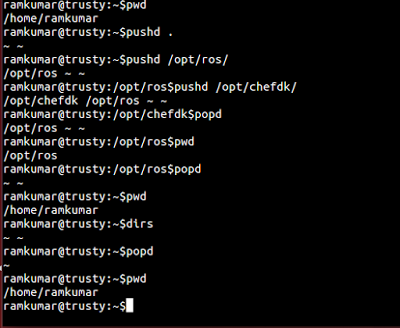 ramkumar@trusty:~$pwd
/home/ramkumar
ramkumar@trusty:~$pushd .
~ ~
ramkumar@trusty:~$pushd /opt/ros/
/opt/ros ~ ~
ramkumar@trusty:/opt/ros$pushd /opt/chefdk/
/opt/chefdk /opt/ros ~ ~
ramkumar@trusty:/opt/chefdk$popd
/opt/ros ~ ~
ramkumar@trusty:/opt/ros$pwd
/opt/ros
ramkumar@trusty:/opt/ros$popd
~ ~
ramkumar@trusty:~$pwd
/home/ramkumar
ramkumar@trusty:~$dirs
~ ~
ramkumar@trusty:~$popd
~
ramkumar@trusty:~$pwd
/home/ramkumar
ramkumar@trusty:~$